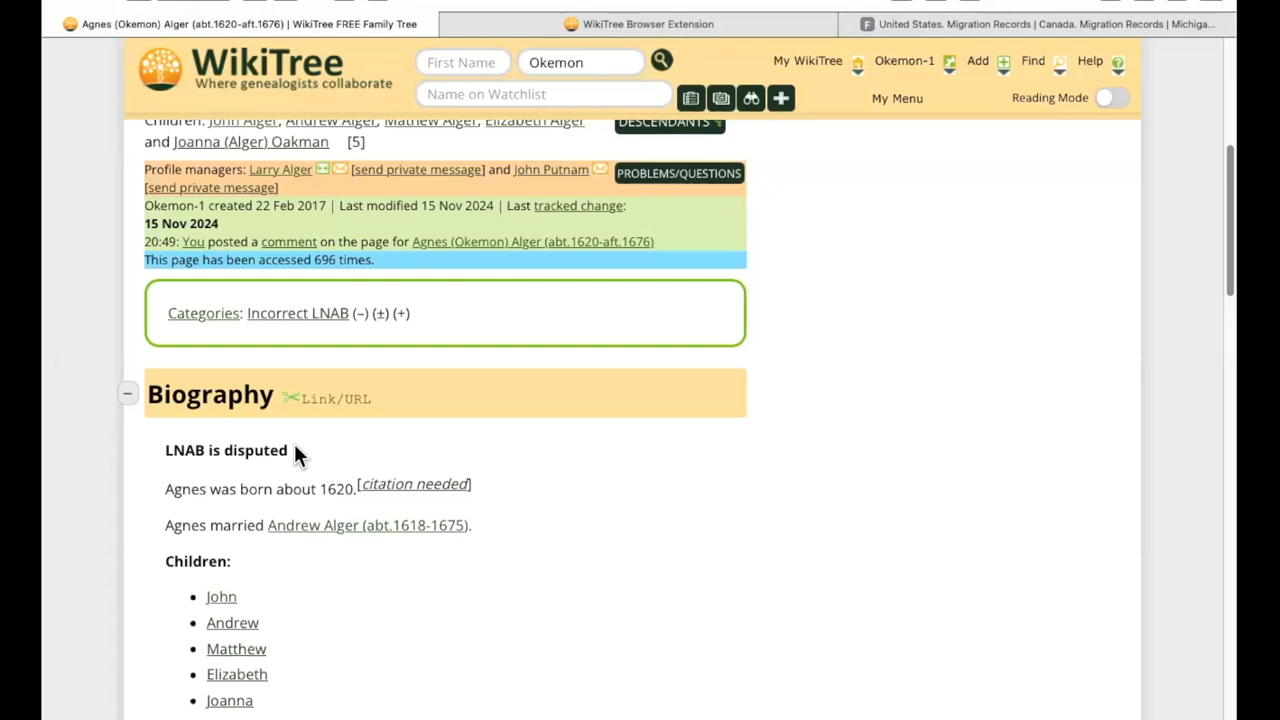 Agnes (Okemon) Alger (abt.1620-aft.1676) | WikiTree FREE Family Tree
WikiTree Browser Extension
F
United States. Migration Records | Canada. Migration Records | Michiga...
WikiTree
Where genealogists collaborate
First Name
Okemon
Name on Watchlist
My WikiTree
Okemon-1
Add
Find
Help
?
My Menu
Reading Mode
Children: John Alger, Andrew Alger, Mathew Alger, Elizabeth Alger
and Joanna (Alger) Oakman [5]
DESCENDANTS
Profile managers: Larry Alger [send private message] and John Putnam
[send private message]
PROBLEMS/QUESTIONS
Okemon-1 created 22 Feb 2017 | Last modified 15 Nov 2024 | Last tracked change:
15 Nov 2024
20:49: You posted a comment on the page for Agnes (Okemon) Alger (abt.1620-aft.1676)
This page has been accessed 696 times.
Categories: Incorrect LNAB (−) (±) (+)
Biography Link/URL
LNAB is disputed
Agnes was born about 1620.[citation needed]
Agnes married Andrew Alger (abt.1618-1675).
Children:
• John
• Andrew
• Matthew
• Elizabeth
• Joanna